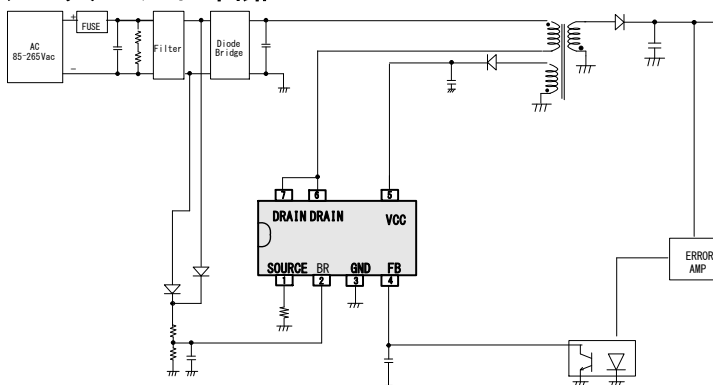 AC
85-265Vac
+
-
FUSE
Filter
Diode
Bridge
7
6
5
DRAIN DRAIN
VCC
SOURCE BR GND FB
1
2
3
4
ERROR
AMP